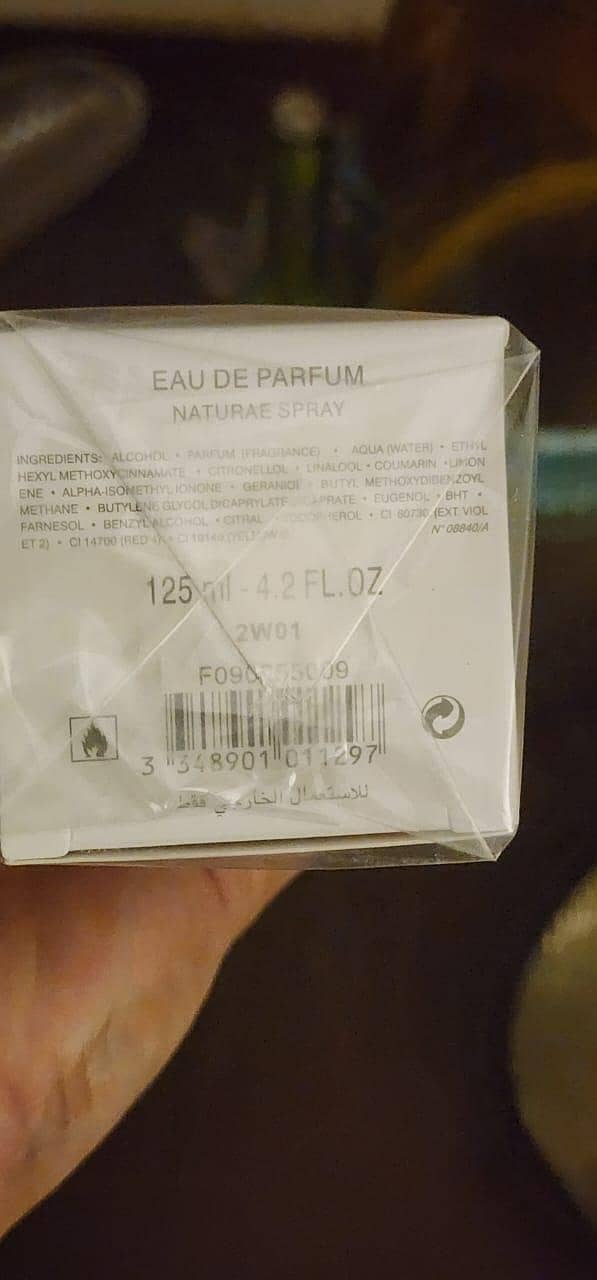 EAU DE PARFUM
NATURAE SPRAY
INGREDIENTS: ALCOHOL • PARFUM (FRAGRANCE) • AQUA (WATER) • ETHYL
HEXYL METHOXYCINNAMATE • CITRONELLOL • LINALOOL • COUMARIN • LIMON
ENE • ALPHA-ISOMETHYL IONONE • GERANIOL • BUTYL METHOXYDIBENZOYL
METHANE • BUTYLENE GLYCOL DICAPRYLATE • EUGENOL • BHT •
FARNESOL • BENZYL ALCOHOL • CITRAL • CI 60730 (EXT VIOL
ET 2) • CI 14700 (RED 4) • CI 19140 (YELLOW
N° 08840/A
125 ml - 4.2 FL.OZ
2W01
3 348901 011297
للاستعمال الخارجي فقط